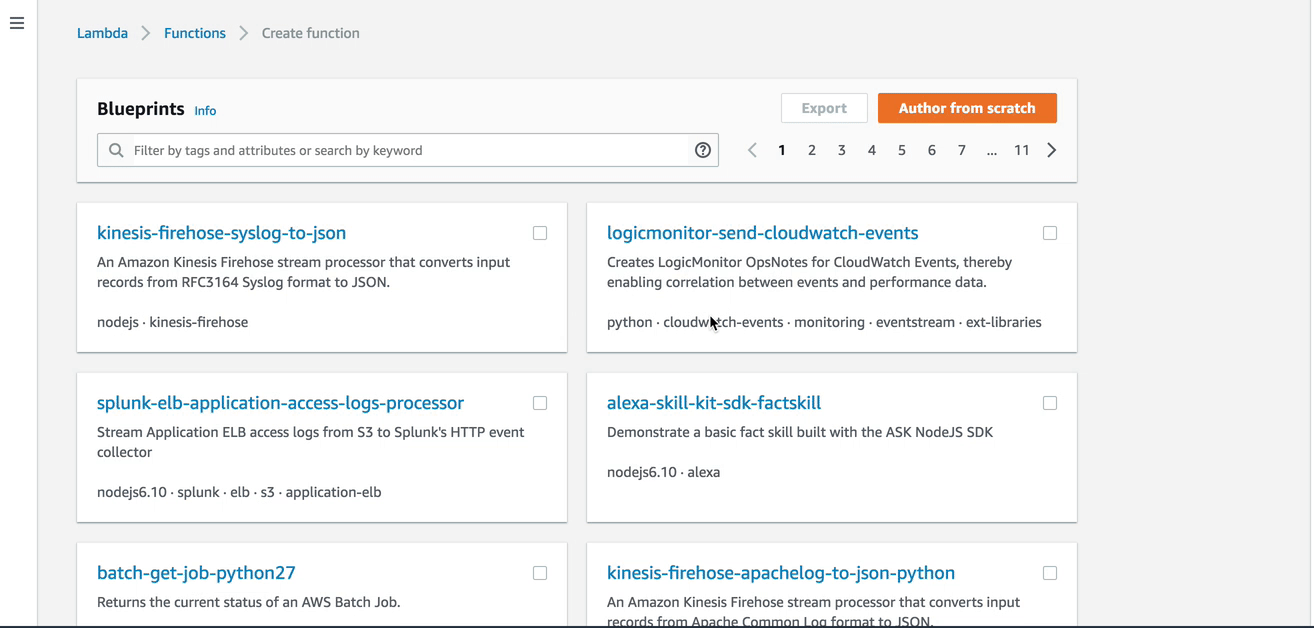 Lambda > Functions > Create function
Blueprints Info
Export
Author from scratch
Filter by tags and attributes or search by keyword
1 2 3 4 5 6 7 ... 11
kinesis-firehose-syslog-to-json
An Amazon Kinesis Firehose stream processor that converts input
records from RFC3164 Syslog format to JSON.
nodejs · kinesis-firehose
logicmonitor-send-cloudwatch-events
Creates LogicMonitor OpsNotes for CloudWatch Events, thereby
enabling correlation between events and performance data.
python · cloudwatch-events · monitoring · eventstream · ext-libraries
splunk-elb-application-access-logs-processor
Stream Application ELB access logs from S3 to Splunk's HTTP event
collector
nodejs6.10 · splunk · elb · s3 · application-elb
alexa-skill-kit-sdk-factskill
Demonstrate a basic fact skill built with the ASK NodeJS SDK
nodejs6.10 · alexa
batch-get-job-python27
Returns the current status of an AWS Batch Job.
kinesis-firehose-apachelog-to-json-python
An Amazon Kinesis Firehose stream processor that converts input
records from Apache Common Log format to JSON.